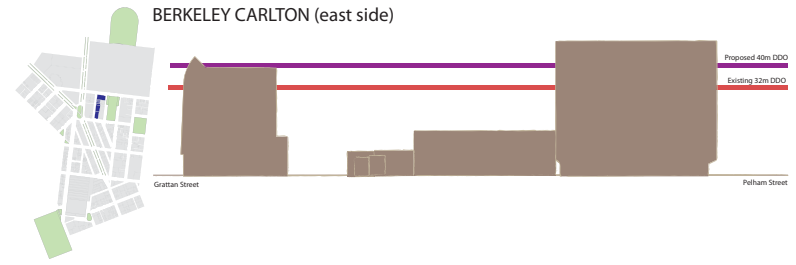 BERKELEY CARLTON (east side)
Proposed 40m DDO
Existing 32m DDO
Grattan Street
Pelham Street